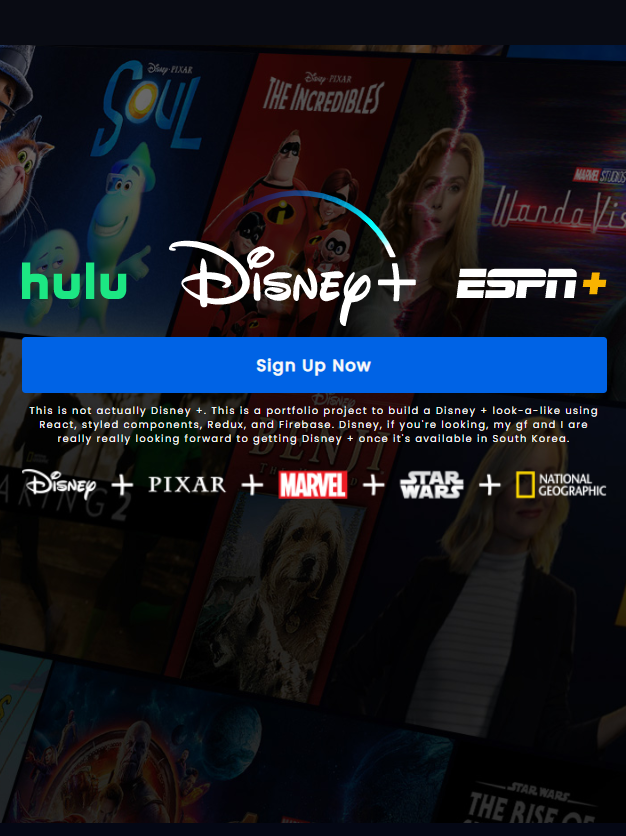 Disney · PIXAR
SOUL
Disney · PIXAR
THE INCREDIBLES
MARVEL STUDIOS
WandaVis
hulu
Disney+
ESPN+
Sign Up Now
This is not actually Disney +. This is a portfolio project to build a Disney + look-a-like using
React, styled components, Redux, and Firebase. Disney, if you're looking, my gf and I are
really really looking forward to getting Disney + once it's available in South Korea.
Disney
BENJI
Disney + PIXAR + MARVEL + STAR WARS + NATIONAL GEOGRAPHIC
ARING 2
STAR WARS
THE RISE OF